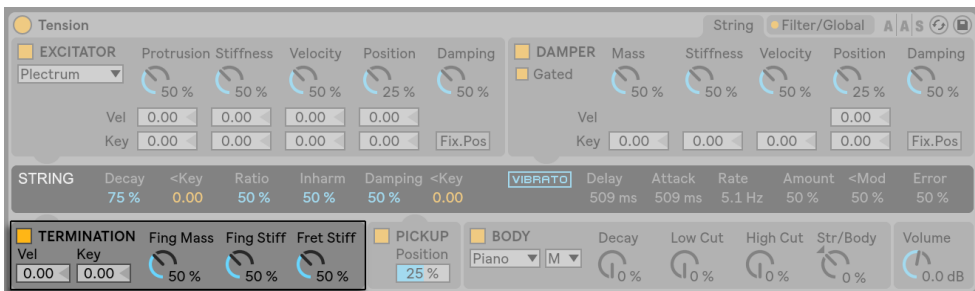 Tension String Filter/Global A A S
EXCITATOR Protrusion Stiffness Velocity Position Damping
Plectrum 50 % 50 % 50 % 25 % 50 %
Vel 0.00 0.00 0.00 0.00
Key 0.00 0.00 0.00 0.00 Fix.Pos
DAMPER Mass Stiffness Velocity Position Damping
Gated 50 % 50 % 50 % 25 % 50 %
Vel 0.00
Key 0.00 0.00 0.00 0.00 Fix.Pos
STRING Decay <Key Ratio Inharm Damping <Key VIBRATO Delay Attack Rate Amount <Mod Error
75 % 0.00 50 % 50 % 50 % 0.00 509 ms 509 ms 5.1 Hz 50 % 50 % 50 %
TERMINATION Fing Mass Fing Stiff Fret Stiff
Vel Key
0.00 0.00 50 % 50 % 50 %
PICKUP
Position
25 %
BODY Decay Low Cut High Cut Str/Body Volume
Piano M 0 % 0 % 0 % 0 % 0.0 dB